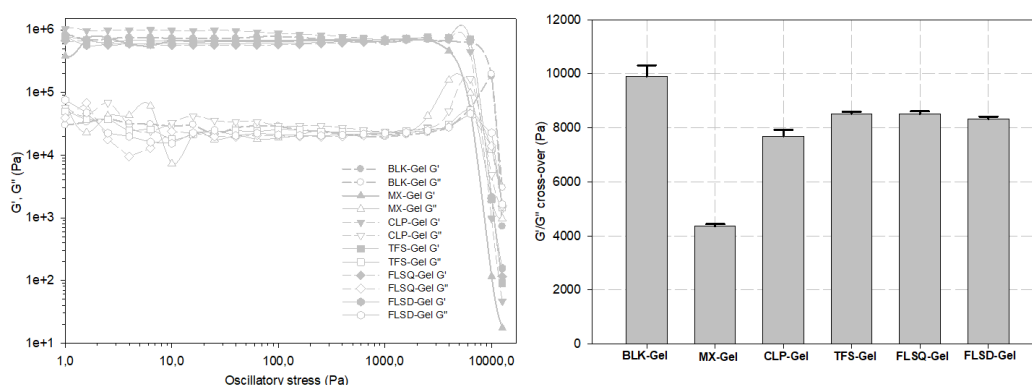 1e+6
1e+5
1e+4
1e+3
1e+2
1e+1
G', G'' (Pa)
BLK-Gel G'
BLK-Gel G''
MX-Gel G'
MX-Gel G''
CLP-Gel G'
CLP-Gel G''
TFS-Gel G'
TFS-Gel G''
FLSQ-Gel G'
FLSQ-Gel G''
FLSD-Gel G'
FLSD-Gel G''
1,0 10,0 100,0 1000,0 10000,0
Oscillatory stress (Pa)
12000
10000
8000
6000
4000
2000
0
G'/G'' cross-over (Pa)
BLK-Gel MX-Gel CLP-Gel TFS-Gel FLSQ-Gel FLSD-Gel